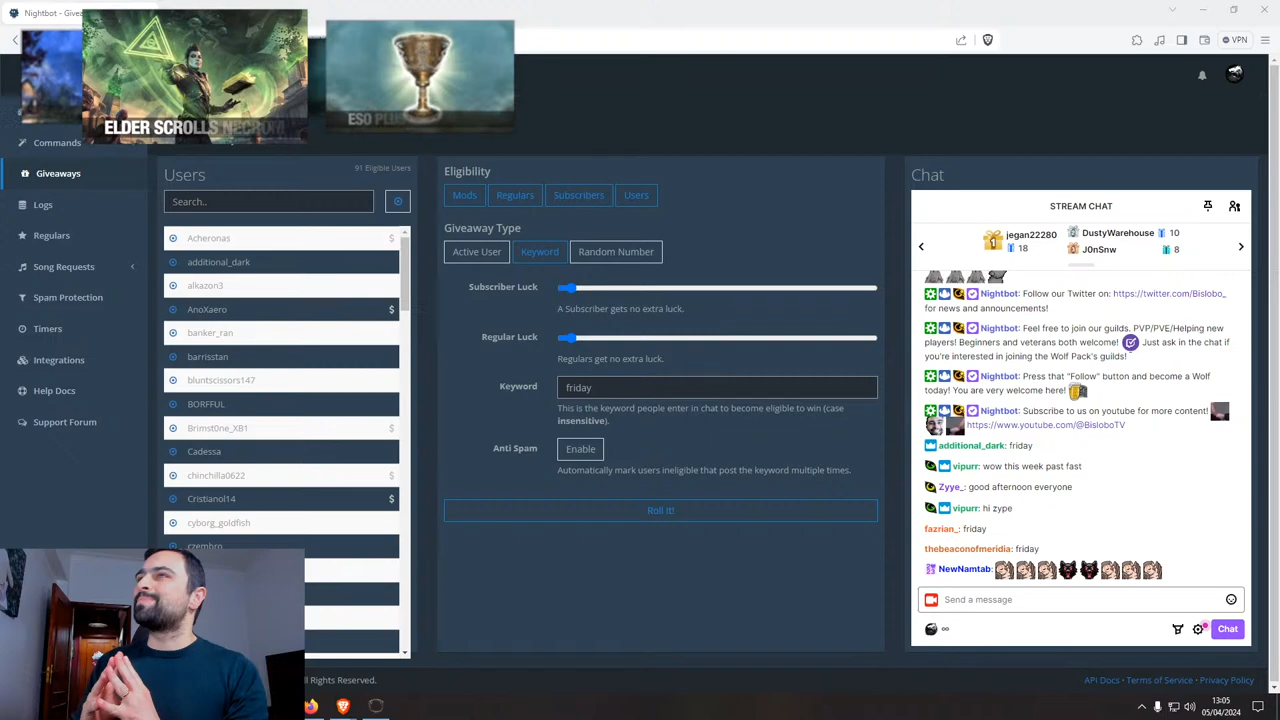 Nightbot - Givea
VPN
ELDER SCROLLS NECROM
ESO PLUS
Commands
Giveaways
Logs
Regulars
Song Requests
Spam Protection
Timers
Integrations
Help Docs
Support Forum
Users
91 Eligible Users
Search..
Acheronas $
additional_dark
alkazon3
AnoXaero $
banker_ran
barrisstan
bluntscissors147
BORFFUL
Brimst0ne_XB1 $
Cadessa
chinchilla0622 $
Cristianol14 $
cyborg_goldfish
czembro
Eligibility
Mods
Regulars
Subscribers
Users
Giveaway Type
Active User
Keyword
Random Number
Subscriber Luck
A Subscriber gets no extra luck.
Regular Luck
Regulars get no extra luck.
Keyword
friday
This is the keyword people enter in chat to become eligible to win (case
insensitive).
Anti Spam
Enable
Automatically mark users ineligible that post the keyword multiple times.
Roll It!
Chat
STREAM CHAT
jegan22280
18
DustyWarehouse 10
J0nSnw 8
Nightbot: Follow our Twitter on: https://twitter.com/Bislobo_
for news and announcements!
Nightbot: Feel free to join our guilds. PVP/PVE/Helping new
players! Beginners and veterans both welcome! Just ask in the chat if
you're interested in joining the Wolf Pack's guilds!
Nightbot: Press that "Follow" button and become a Wolf
today! You are very welcome here!
Nightbot: Subscribe to us on youtube for more content!
https://www.youtube.com/@BisloboTV
additional_dark: friday
vipurr: wow this week past fast
Zyye_: good afternoon everyone
vipurr: hi zype
fazrian_: friday
thebeaconofmeridia: friday
NewNamtab:
Send a message
∞
Chat
ll Rights Reserved.
API Docs • Terms of Service • Privacy Policy
13:05
05/04/2024